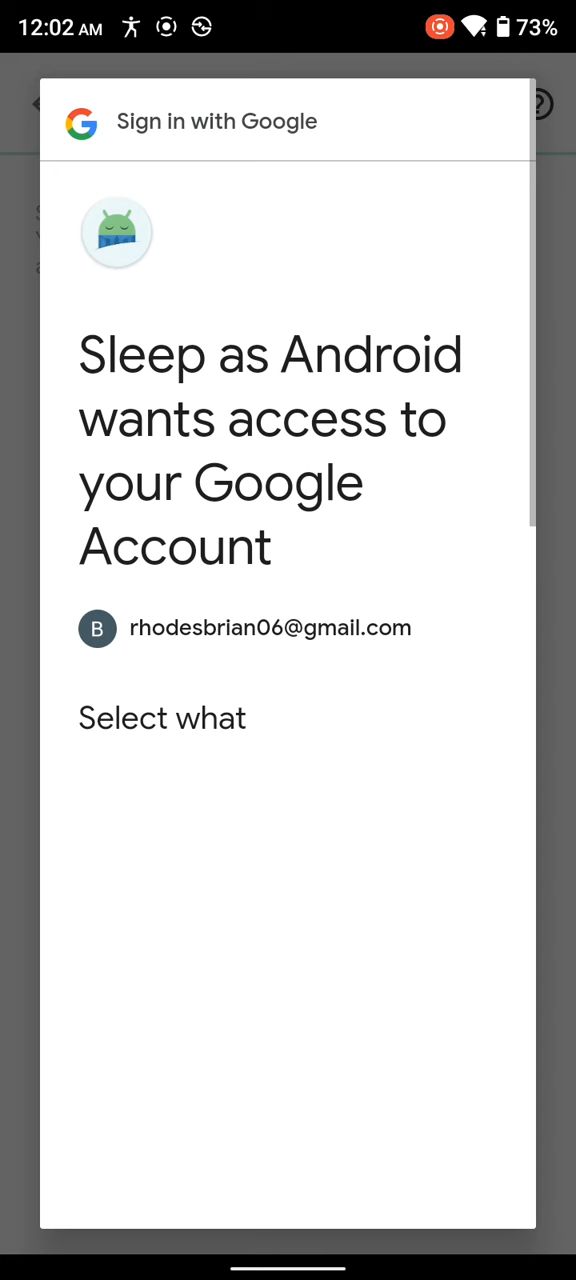 12:02 AM
73%
Sign in with Google
Sleep as Android
wants access to
your Google
Account
B
rhodesbrian06@gmail.com
Select what